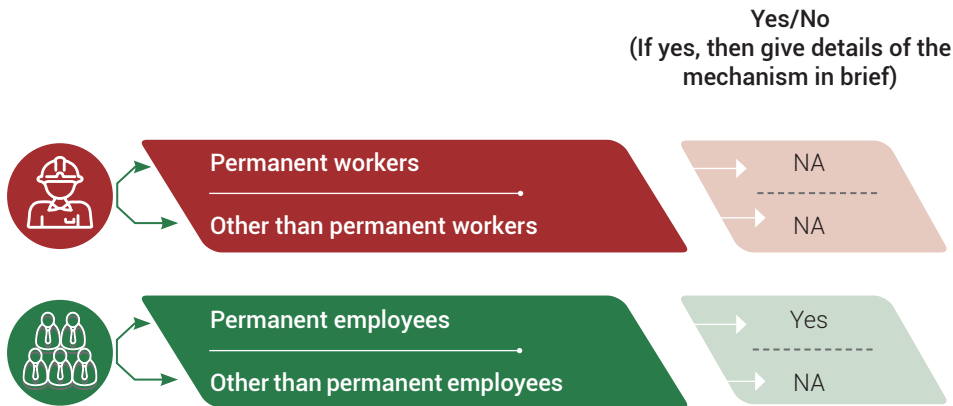 Yes/No
(If yes, then give details of the
mechanism in brief)
Permanent workers
NA
Other than permanent workers
NA
Permanent employees
Yes
Other than permanent employees
NA